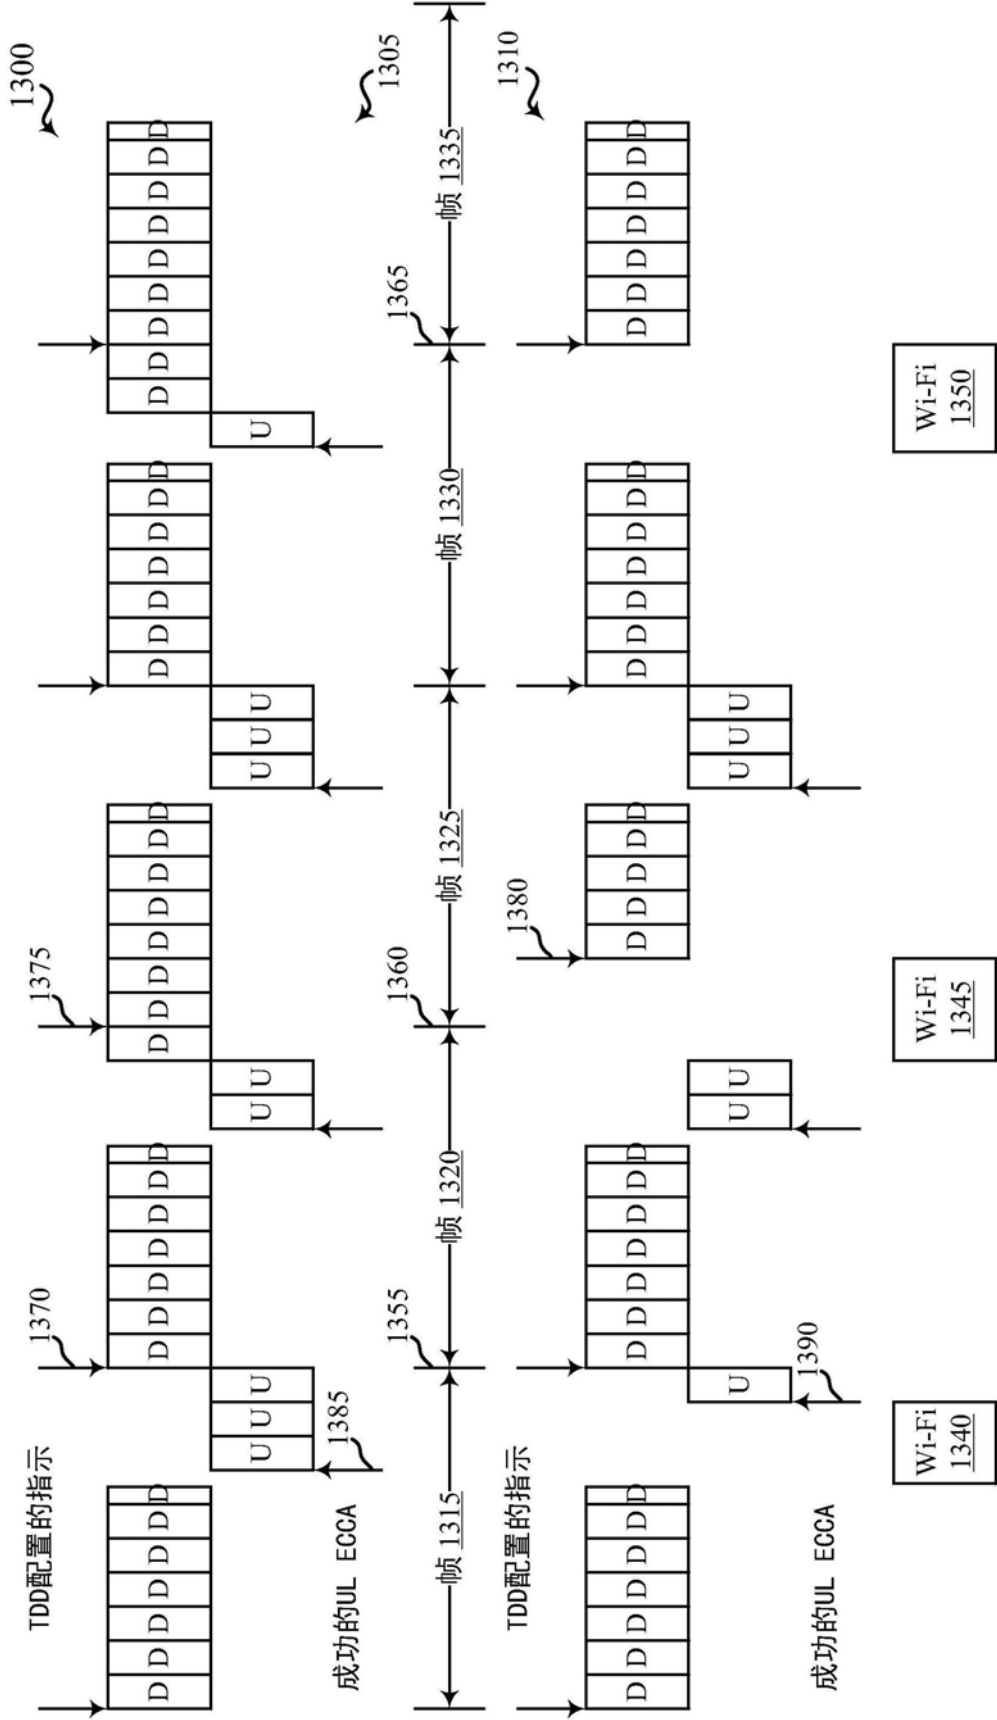 1300
TDD配置的指示
1370
1375
D D D D D D D
D D D D D D D
D D D D D D D D
D D D D D D D
D D D D D D D D D
U U U
U U
U U U
U
成功的UL ECCA
1385
1355
1360
1365
1305
帧 1315
帧 1320
帧 1325
帧 1330
帧 1335
TDD配置的指示
1380
1310
D D D D D D D
D D D D D D D
D D D D D
D D D D D D D
D D D D D D D
U
U U
U U U
成功的UL ECCA
1390
Wi-Fi
1340
Wi-Fi
1345
Wi-Fi
1350